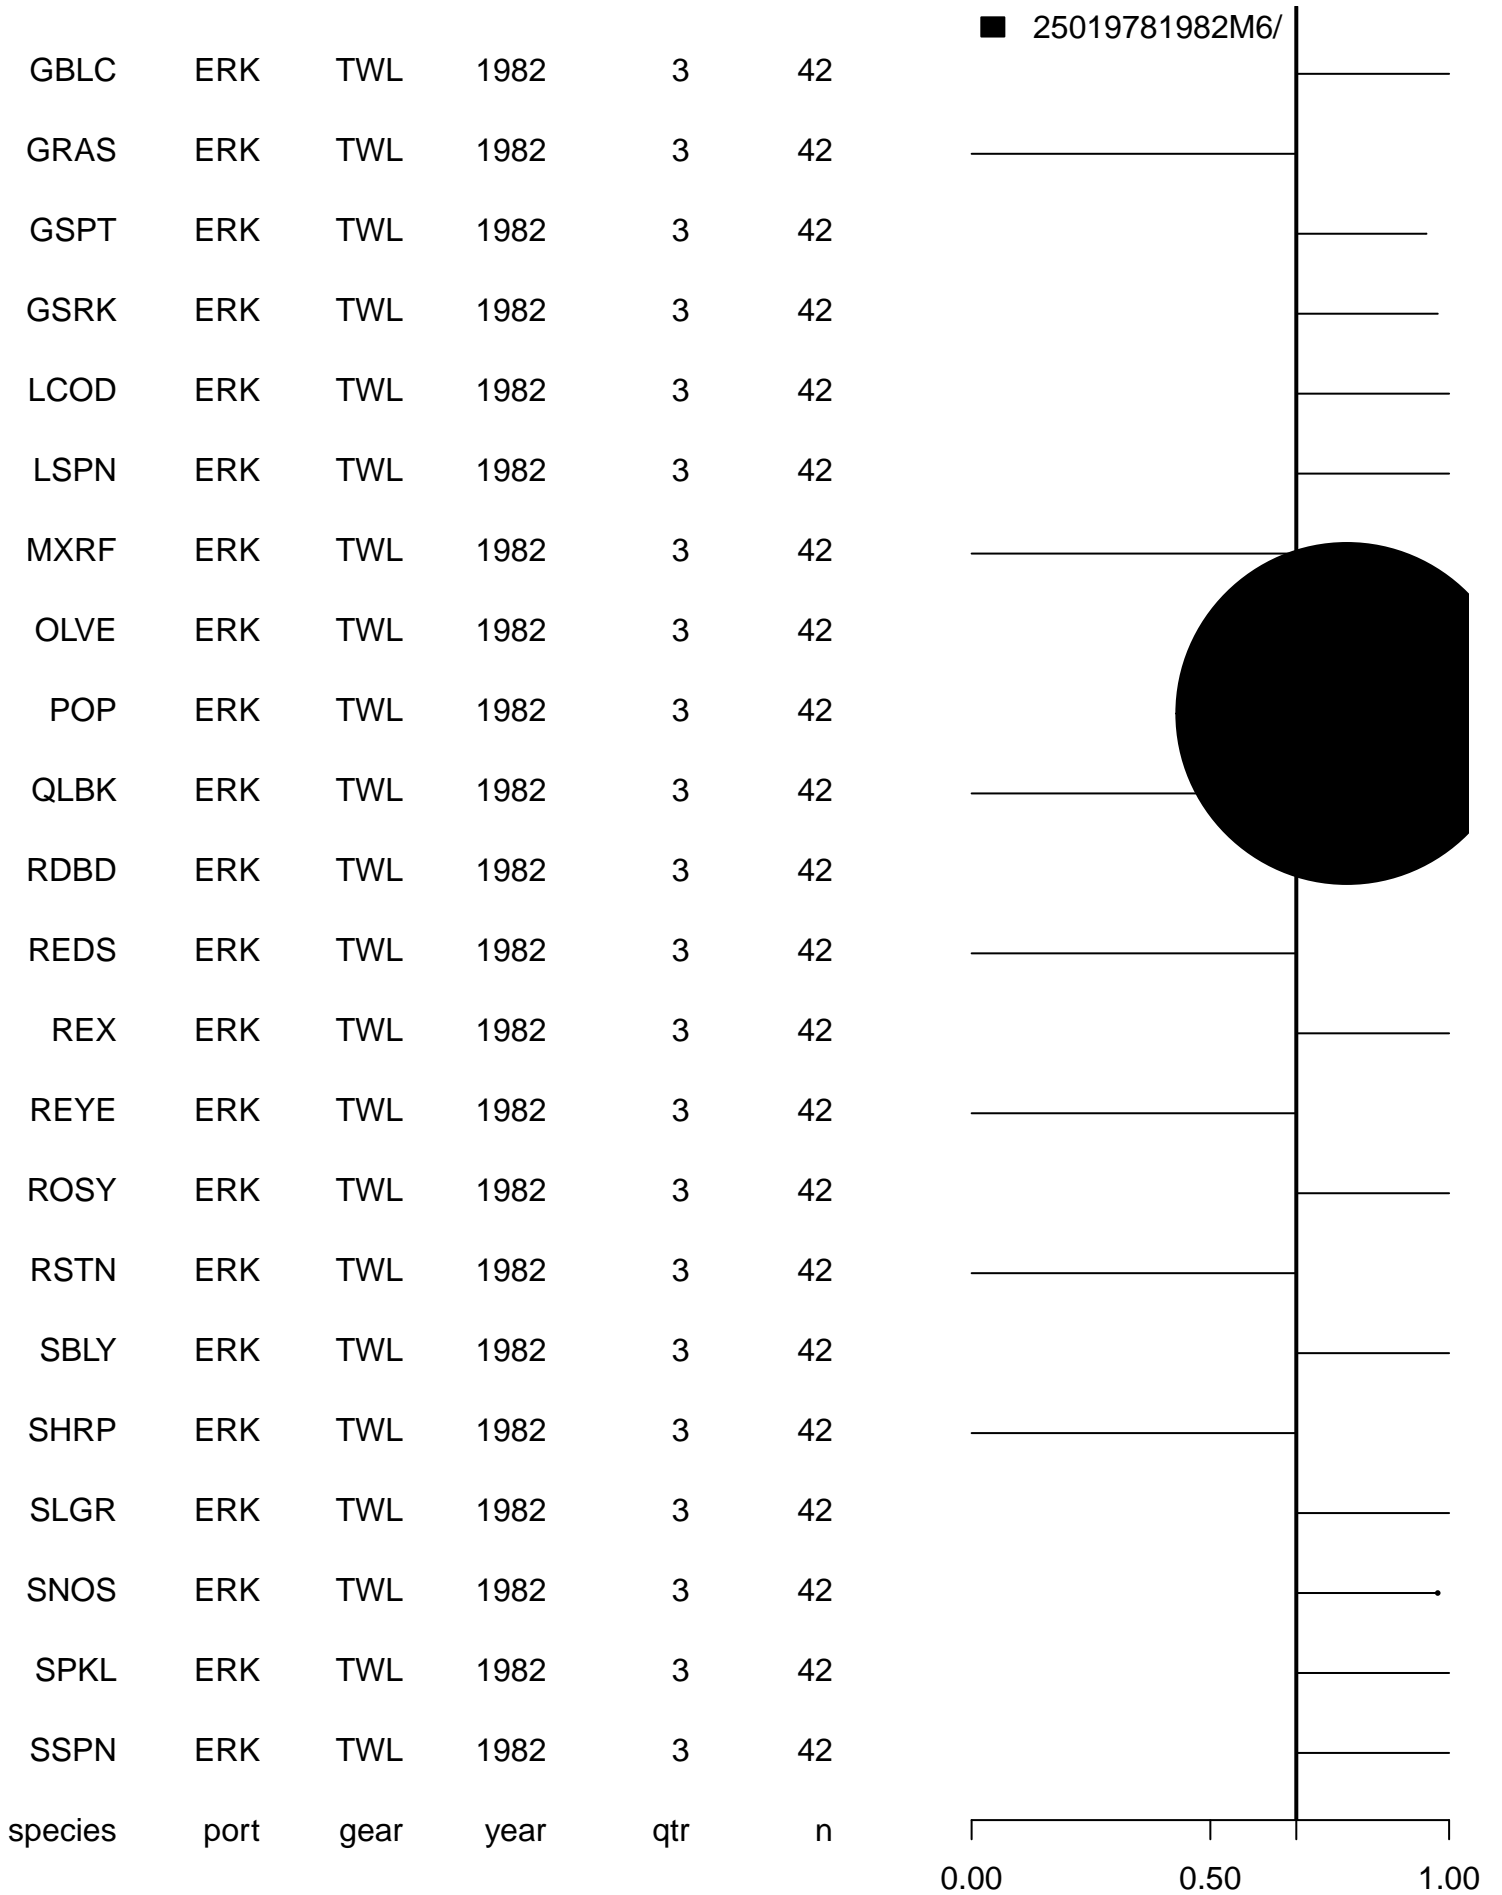 25019781982M6/
GBLC ERK TWL 1982 3 42
GRAS ERK TWL 1982 3 42
GSPT ERK TWL 1982 3 42
GSRK ERK TWL 1982 3 42
LCOD ERK TWL 1982 3 42
LSPN ERK TWL 1982 3 42
MXRF ERK TWL 1982 3 42
OLVE ERK TWL 1982 3 42
POP ERK TWL 1982 3 42
QLBK ERK TWL 1982 3 42
RDBD ERK TWL 1982 3 42
REDS ERK TWL 1982 3 42
REX ERK TWL 1982 3 42
REYE ERK TWL 1982 3 42
ROSY ERK TWL 1982 3 42
RSTN ERK TWL 1982 3 42
SBLY ERK TWL 1982 3 42
SHRP ERK TWL 1982 3 42
SLGR ERK TWL 1982 3 42
SNOS ERK TWL 1982 3 42
SPKL ERK TWL 1982 3 42
SSPN ERK TWL 1982 3 42
species port gear year qtr n
0.00 0.50 1.00